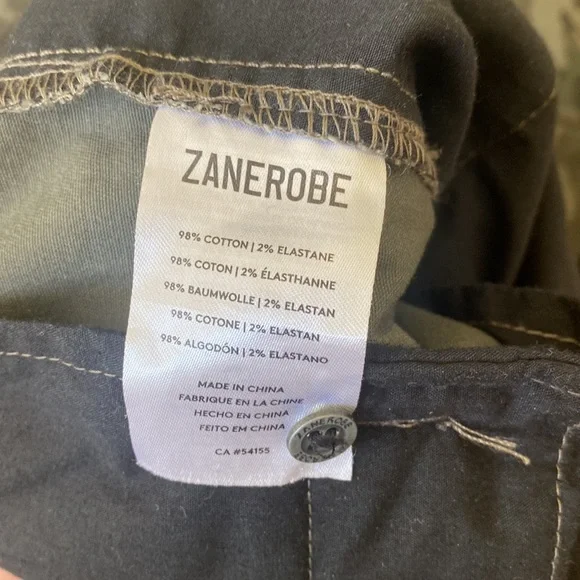 ZANEROBE
98% COTTON | 2% ELASTANE
98% COTON | 2% ÉLASTHANNE
98% BAUMWOLLE | 2% ELASTAN
98% COTONE | 2% ELASTAN
98% ALGODÓN | 2% ELASTANO
MADE IN CHINA
FABRIQUE EN LA CHINE
HECHO EN CHINA
FEITO EM CHINA
CA #54155
ZANEROBE